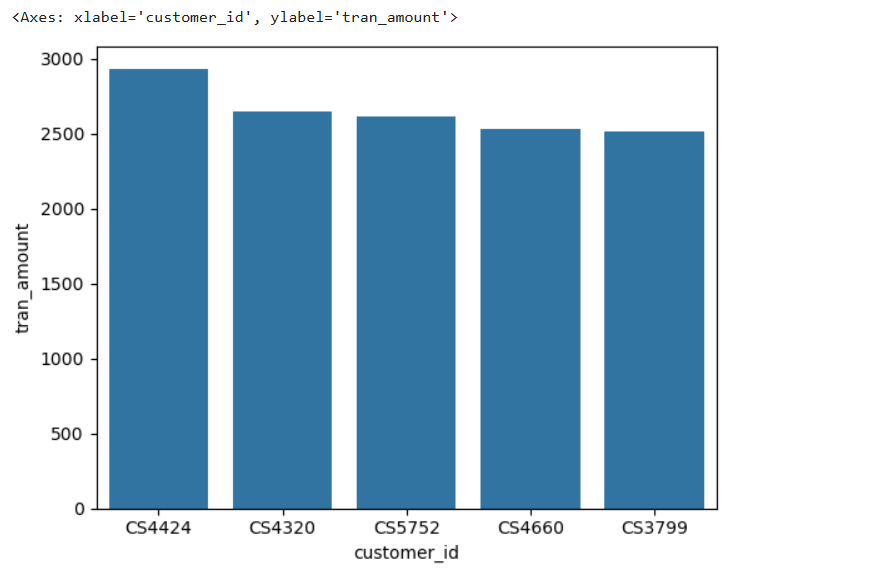 <Axes: xlabel='customer_id', ylabel='tran_amount'>
3000
2500
2000
1500
1000
500
0
tran_amount
CS4424 CS4320 CS5752 CS4660 CS3799
customer_id